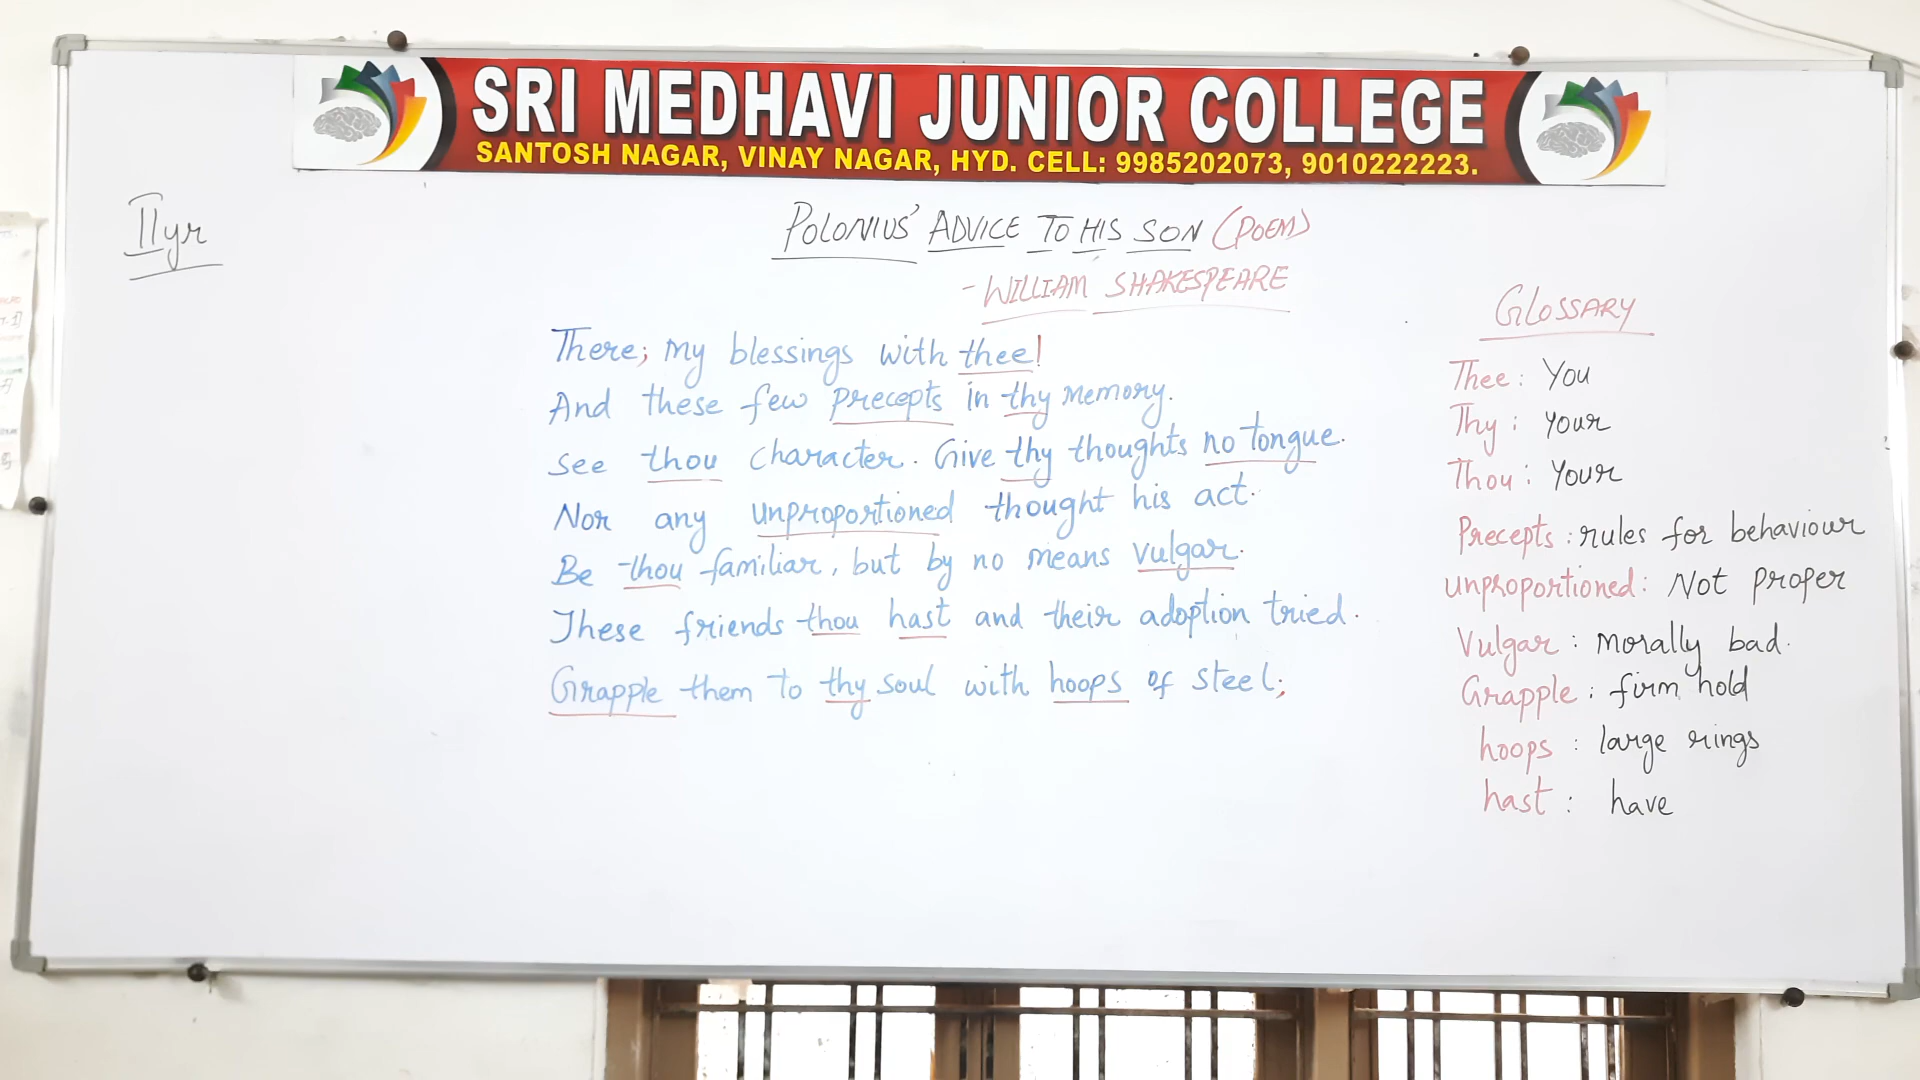 SRI MEDHAVI JUNIOR COLLEGE
SANTOSH NAGAR, VINAY NAGAR, HYD. CELL: 9985202073, 9010222223.
II yr
POLONIUS' ADVICE TO HIS SON (POEM)
- WILLIAM SHAKESPEARE
There; my blessings with thee!
And these few precepts in thy memory.
see thou character. Give thy thoughts no tongue.
Nor any unproportioned thought his act.
Be thou familiar, but by no means vulgar.
These friends thou hast and their adoption tried.
Grapple them to thy soul with hoops of steel;
GLOSSARY
Thee: You
Thy: Your
Thou: Your
Precepts: rules for behaviour
unproportioned: Not proper
Vulgar: morally bad.
Grapple: firm hold
hoops: large rings
hast: have